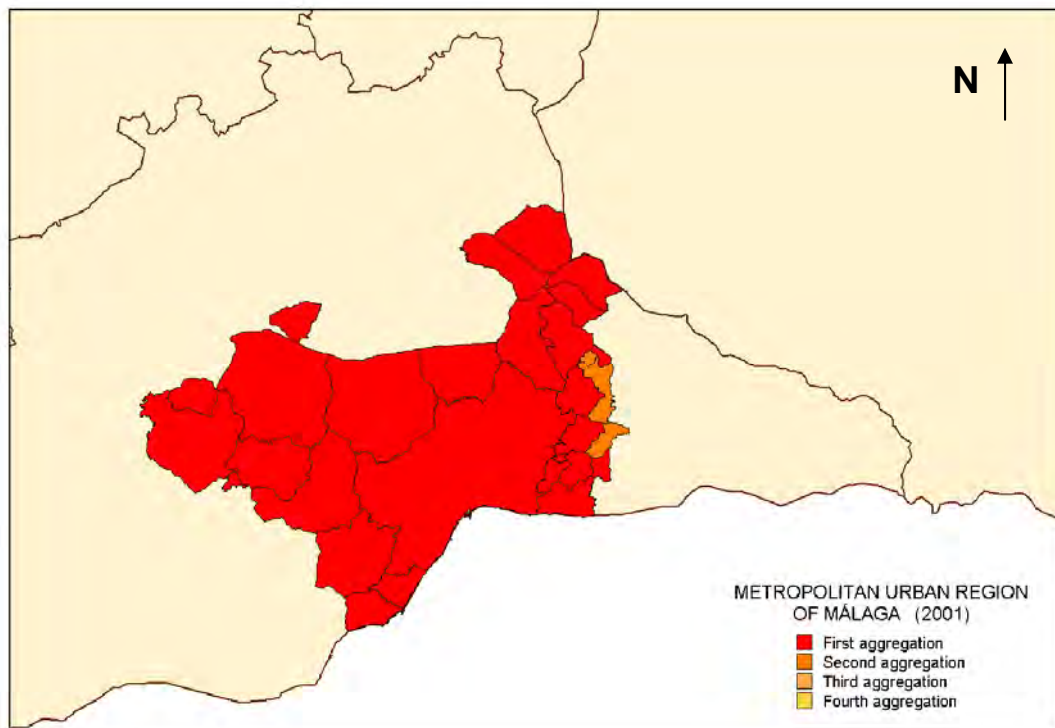 N
METROPOLITAN URBAN REGION
OF MÁLAGA (2001)
First aggregation
Second aggregation
Third aggregation
Fourth aggregation